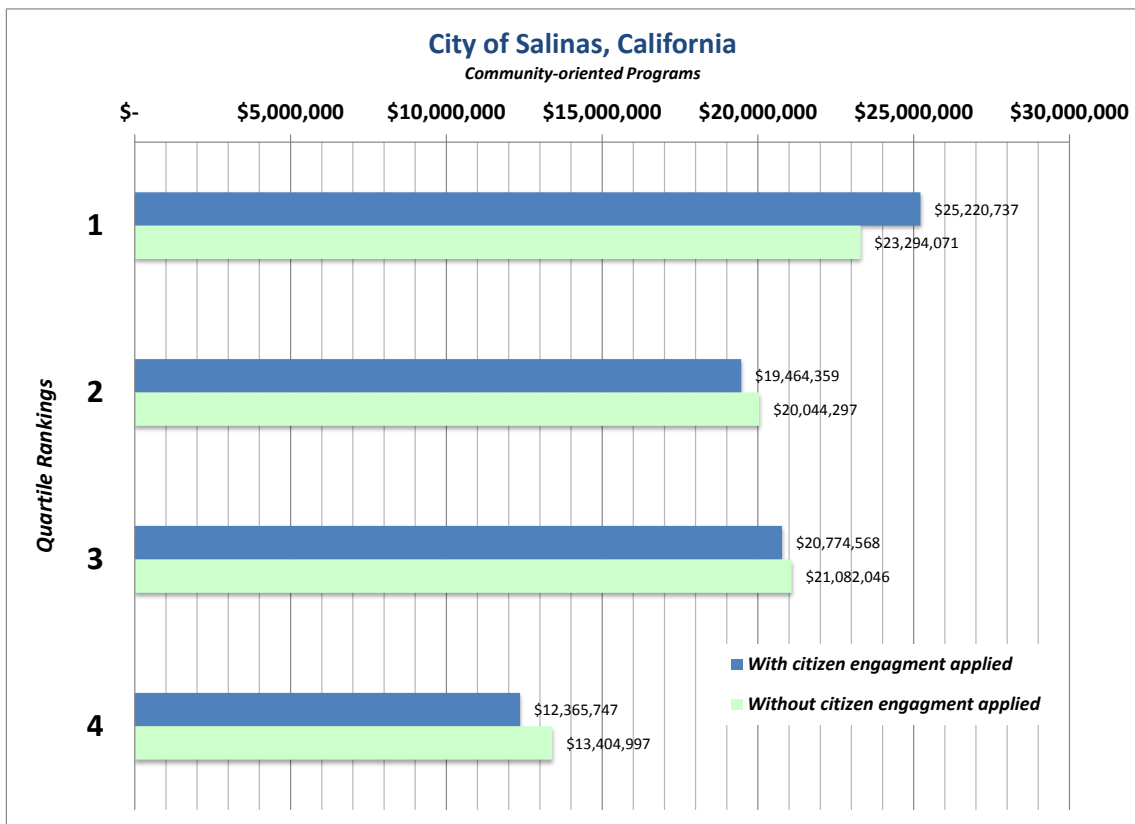 City of Salinas, California
Community-oriented Programs
$- $5,000,000 $10,000,000 $15,000,000 $20,000,000 $25,000,000 $30,000,000
Quartile Rankings
1
$25,220,737
$23,294,071
2
$19,464,359
$20,044,297
3
$20,774,568
$21,082,046
4
$12,365,747
$13,404,997
With citizen engagment applied
Without citizen engagment applied